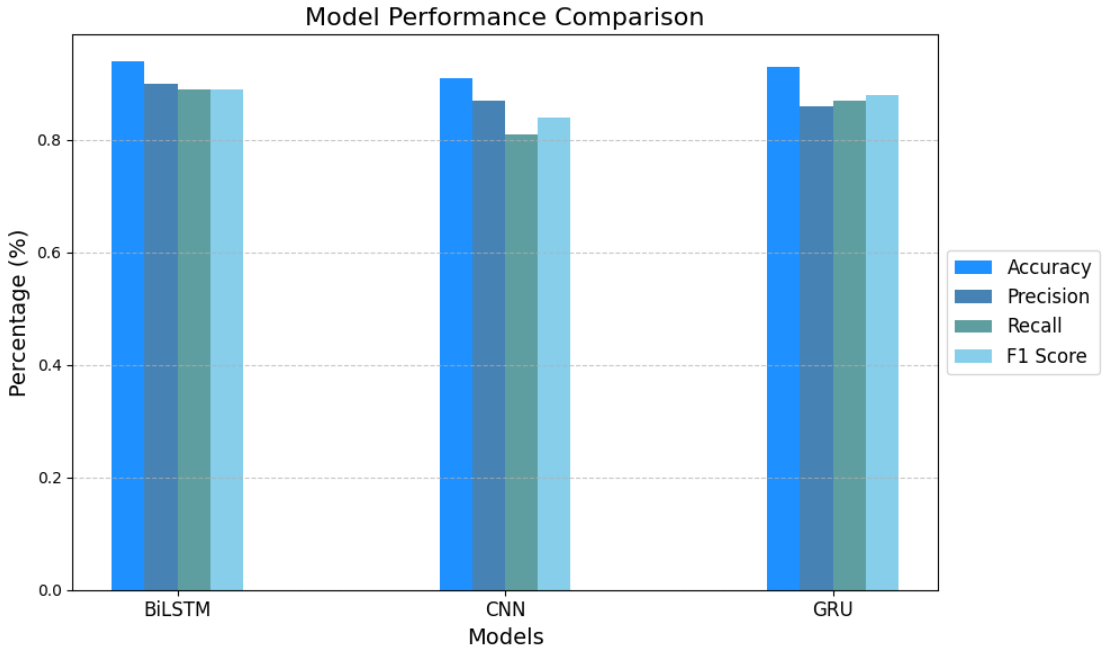 Model Performance Comparison
Percentage (%)
0.8
0.6
0.4
0.2
0.0
BiLSTM CNN GRU
Models
Accuracy
Precision
Recall
F1 Score